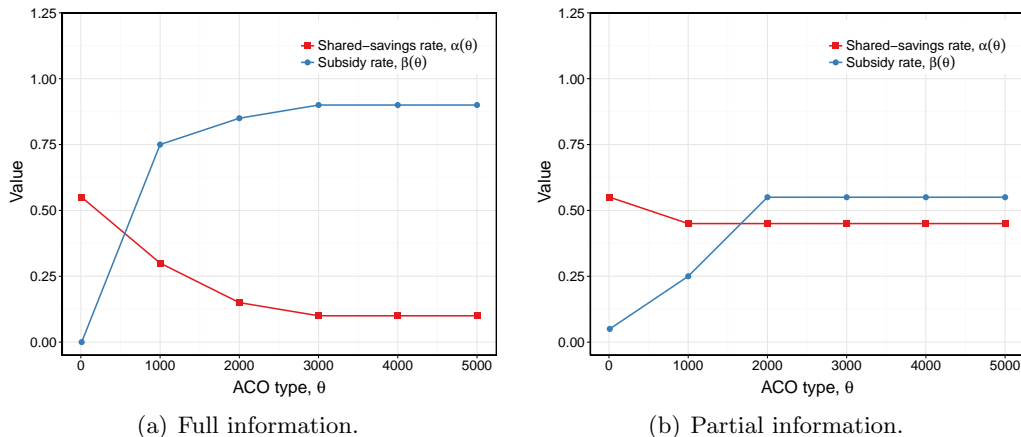 1.25
1.00
0.75
0.50
0.25
0.00
Value
Shared−savings rate, α(θ)
Subsidy rate, β(θ)
0 1000 2000 3000 4000 5000
ACO type, θ
(a) Full information.
1.25
1.00
0.75
0.50
0.25
0.00
Value
Shared−savings rate, α(θ)
Subsidy rate, β(θ)
0 1000 2000 3000 4000 5000
ACO type, θ
(b) Partial information.